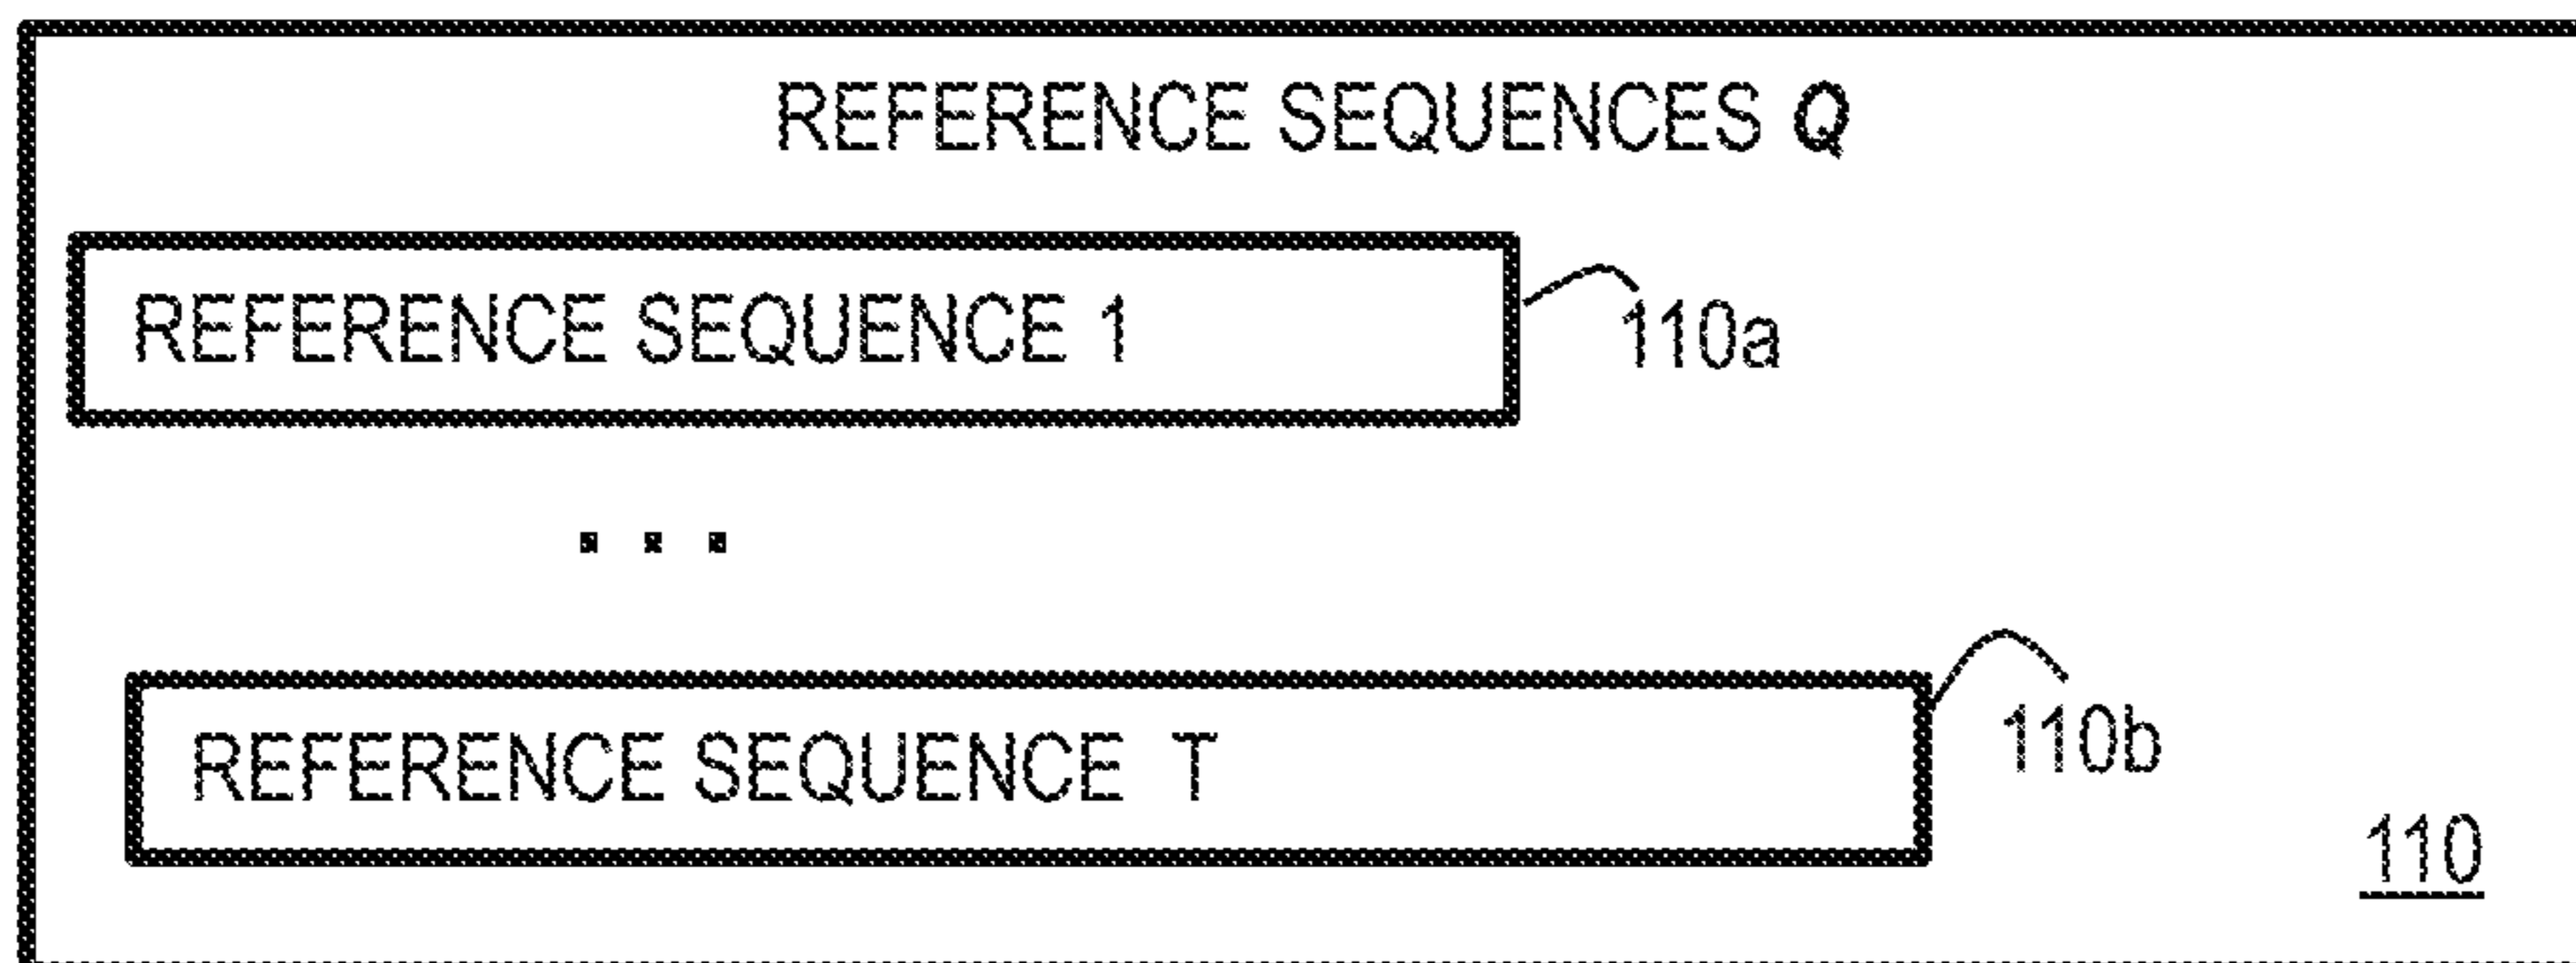 REFERENCE SEQUENCES Q
REFERENCE SEQUENCE 1
110a
. . .
REFERENCE SEQUENCE T
110b
110